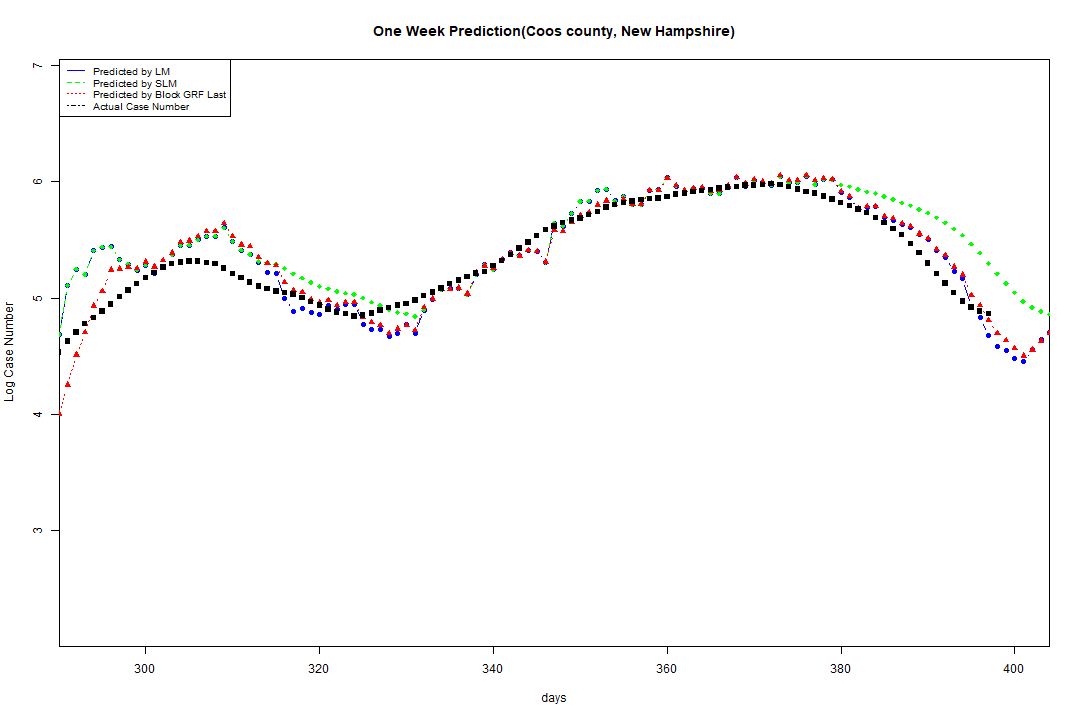 One Week Prediction(Coos county, New Hampshire)
Predicted by LM
Predicted by SLM
Predicted by Block GRF Last
Actual Case Number
7
6
5
4
3
Log Case Number
300 320 340 360 380 400
days